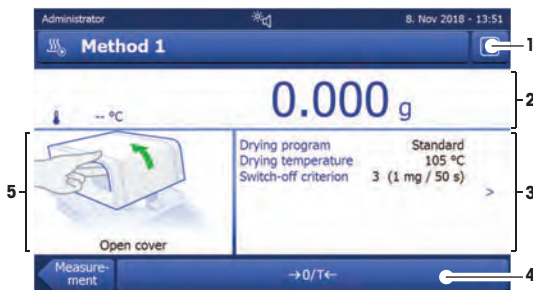 Administrator 8. Nov 2018 - 13:51
Method 1
1
-- °C 0.000 g
2
Drying program Standard
Drying temperature 105 °C
Switch-off criterion 3 (1 mg / 50 s)
>
5
3
Open cover
Measure-
ment
→0/T←
4